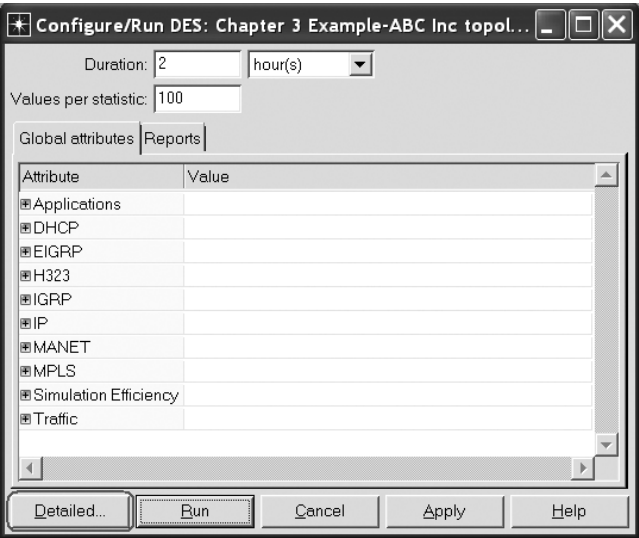 Configure/Run DES: Chapter 3 Example-ABC Inc topol...
Duration: 2 hour(s)
Values per statistic: 100
Global attributes Reports
Attribute Value
Applications
DHCP
EIGRP
H323
IGRP
IP
MANET
MPLS
Simulation Efficiency
Traffic
Detailed... Run Cancel Apply Help